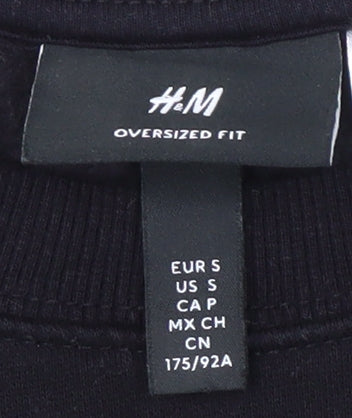 H&M
OVERSIZED FIT
EUR S
US S
CA P
MX CH
CN
175/92A